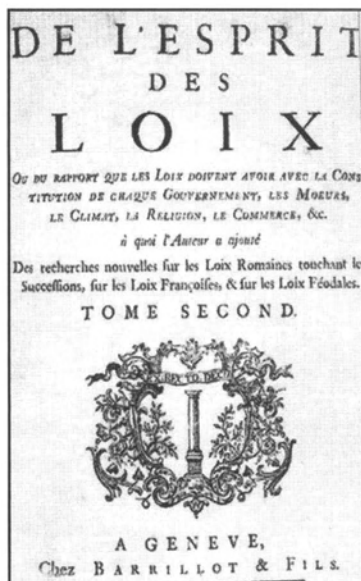 DE L'ESPRIT
DES
LOIX
OU DU RAPPORT QUE LES LOIX DOIVENT AVOIR AVEC LA CONS
TITUTION DE CHAQUE GOUVERNEMENT, LES MOEURS,
LE CLIMAT, LA RELIGION, LE COMMERCE, &c.
à quoi l'Auteur a ajouté
Des recherches nouvelles sur les Loix Romaines touchant le
Successions, sur les Loix Françoises, & sur les Loix Féodales.
TOME SECOND.
A GENEVE,
Chez BARRILLOT & FILS.